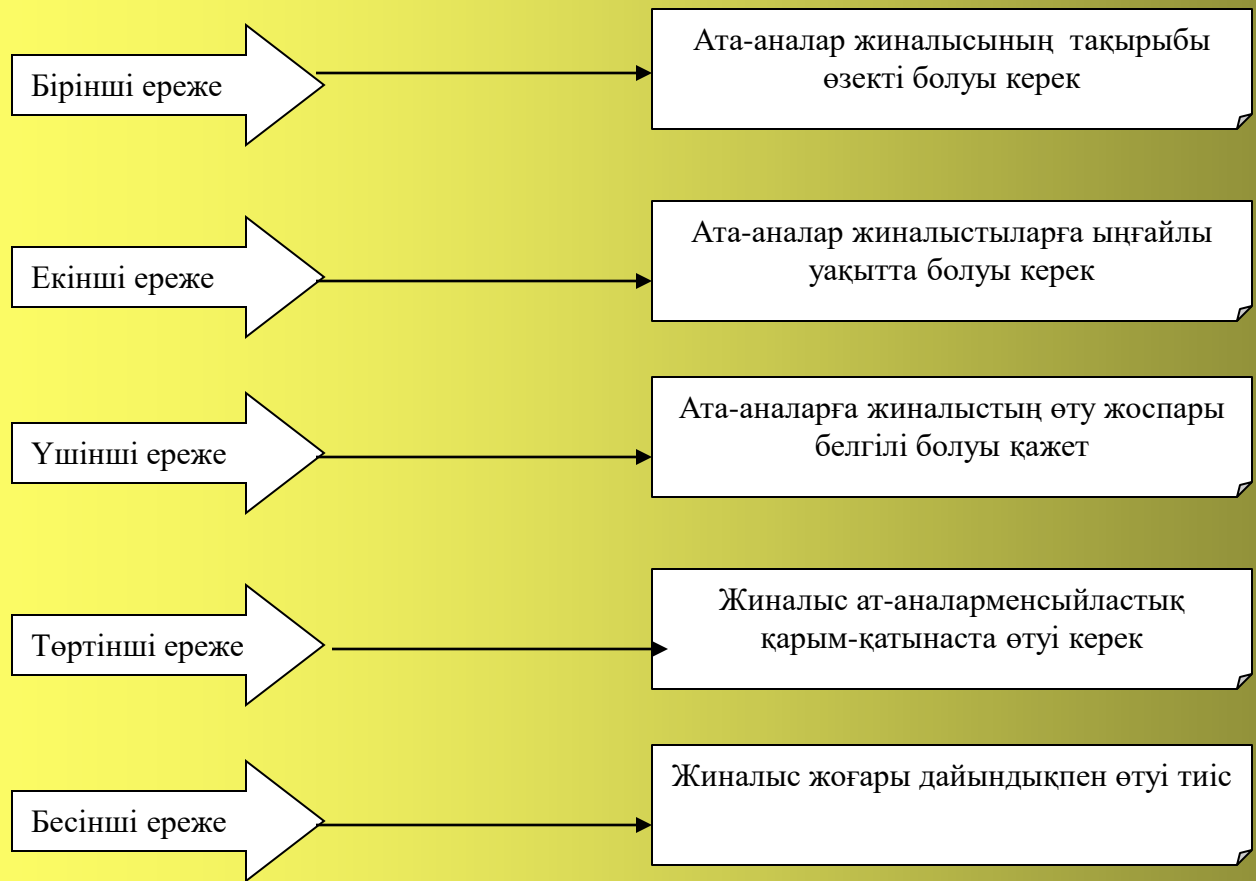 Бірінші ереже
Ата-аналар жиналысының тақырыбы
өзекті болуы керек
Екінші ереже
Ата-аналар жиналыстыларға ыңғайлы
уақытта болуы керек
Үшінші ереже
Ата-аналарға жиналыстың өту жоспары
белгілі болуы қажет
Төртінші ереже
Жиналыс ат-аналарменсыйластық
қарым-қатынаста өтуі керек
Бесінші ереже
Жиналыс жоғары дайындықпен өтуі тиіс